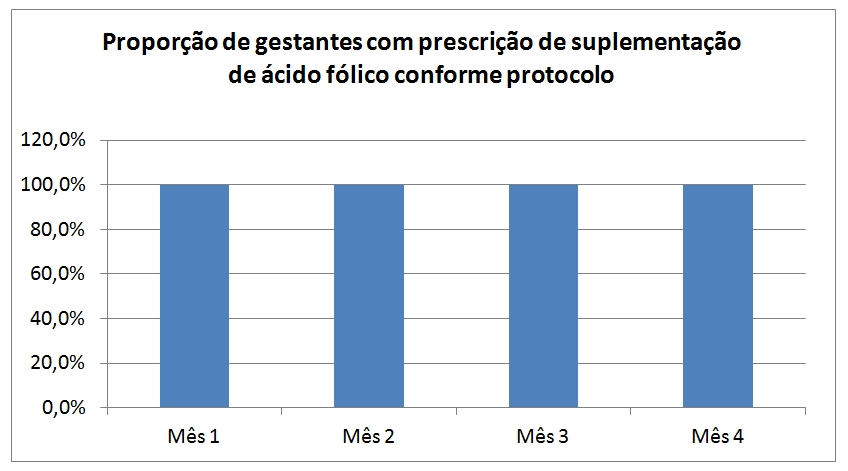 Proporção de gestantes com prescrição de suplementação
de ácido fólico conforme protocolo
120,0%
100,0%
80,0%
60,0%
40,0%
20,0%
0,0%
Mês 1 Mês 2 Mês 3 Mês 4